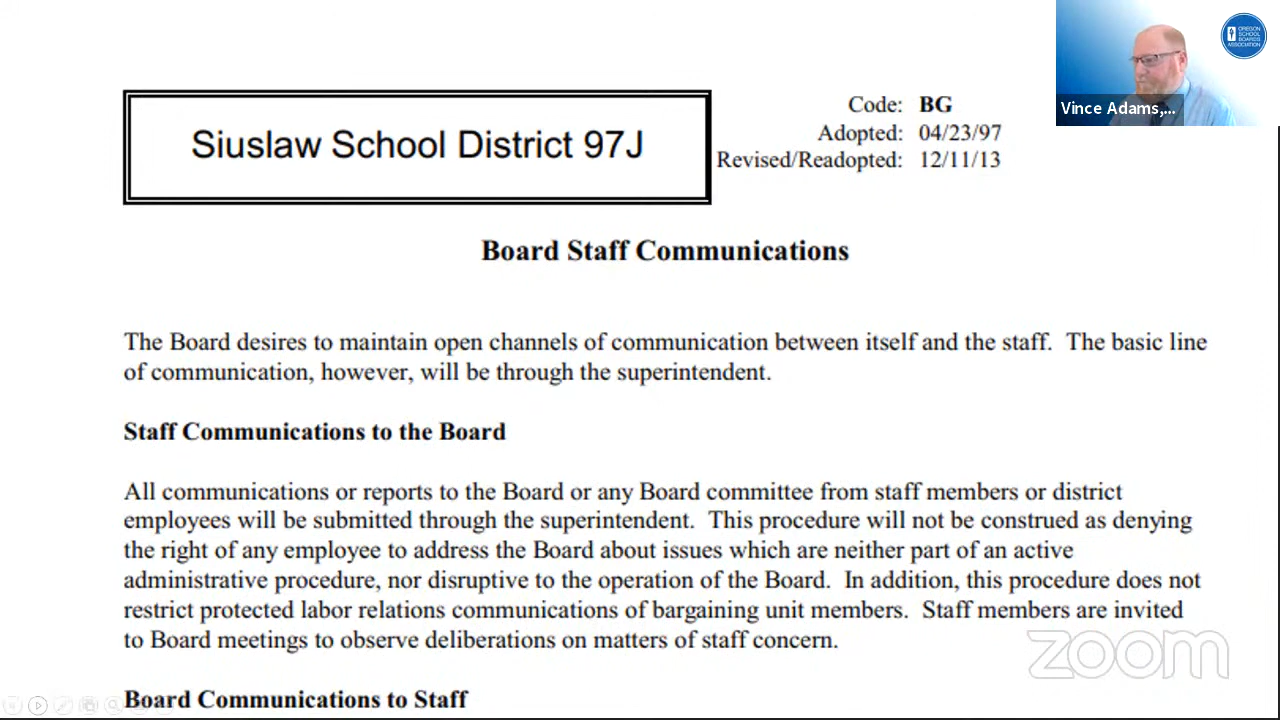 OREGON
SCHOOL
BOARDS
ASSOCIATION
Vince Adams,...
Siuslaw School District 97J
Code: BG
Adopted: 04/23/97
Revised/Readopted: 12/11/13
Board Staff Communications
The Board desires to maintain open channels of communication between itself and the staff. The basic line
of communication, however, will be through the superintendent.
Staff Communications to the Board
All communications or reports to the Board or any Board committee from staff members or district
employees will be submitted through the superintendent. This procedure will not be construed as denying
the right of any employee to address the Board about issues which are neither part of an active
administrative procedure, nor disruptive to the operation of the Board. In addition, this procedure does not
restrict protected labor relations communications of bargaining unit members. Staff members are invited
to Board meetings to observe deliberations on matters of staff concern.
zoom
Board Communications to Staff